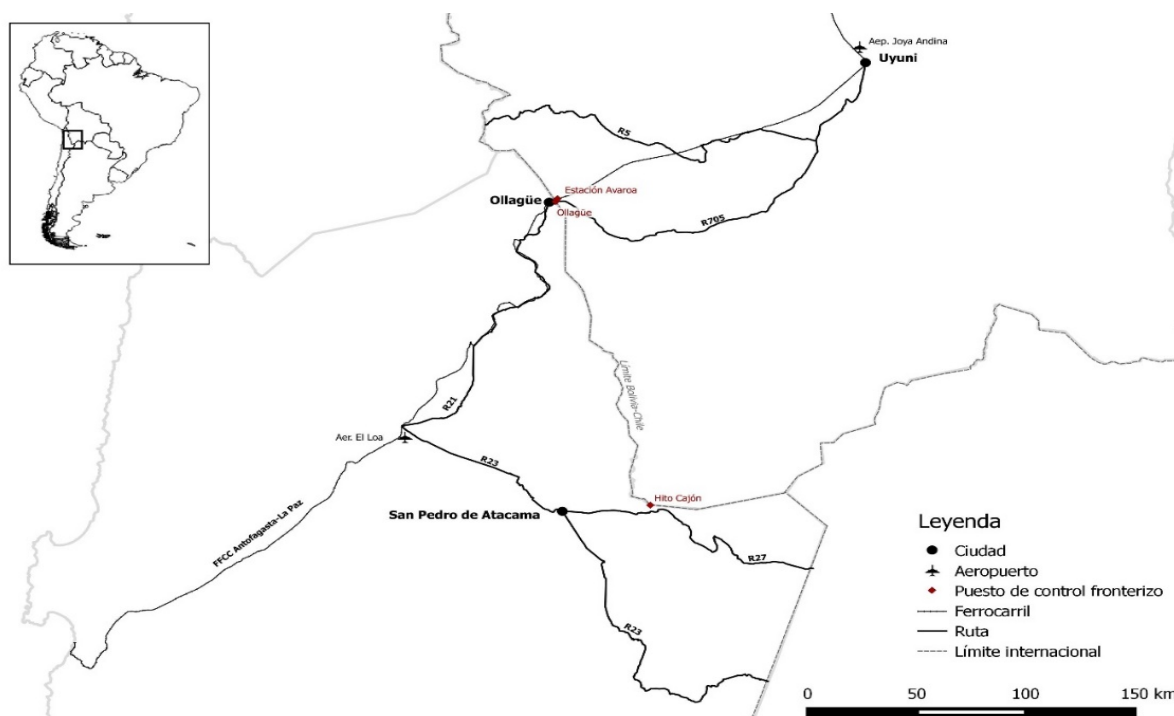 Aep. Joya Andina
Uyuni
R5
Estación Avaroa
Ollagüe
Ollagüe
R705
Límite Bolivia-Chile
R21
Aer. El Loa
R23
Hito Cajón
San Pedro de Atacama
FFCC Antofagasta-La Paz
R27
R23
Leyenda
Ciudad
Aeropuerto
Puesto de control fronterizo
Ferrocarril
Ruta
Límite internacional
0 50 100 150 km